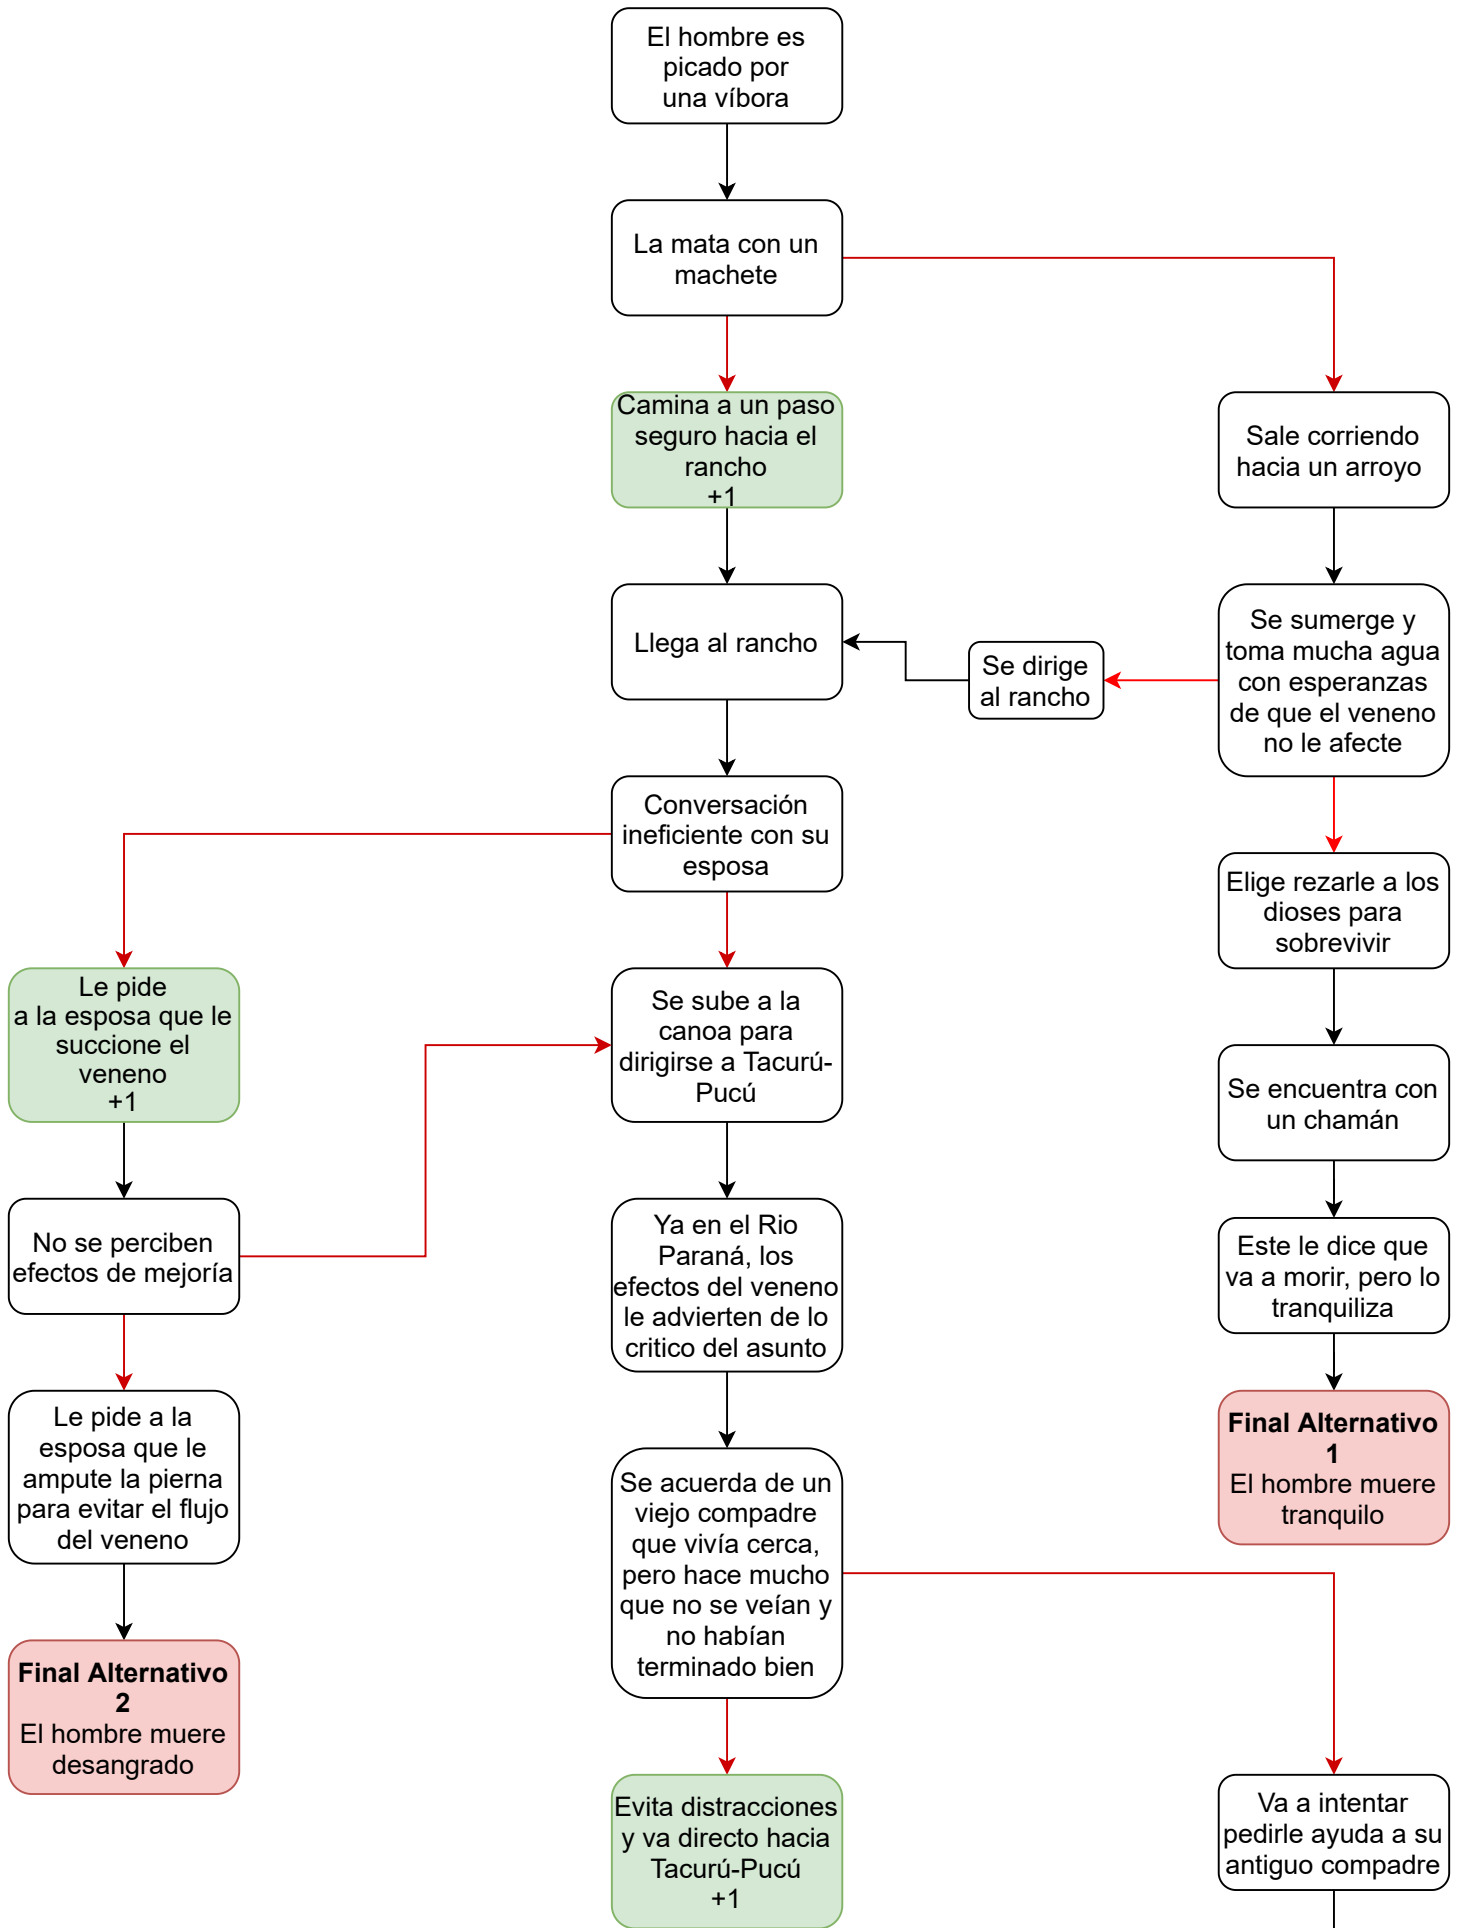 El hombre es
picado por
una víbora
La mata con un
machete
Camina a un paso
seguro hacia el
rancho
+1
Sale corriendo
hacia un arroyo
Llega al rancho
Se dirige
al rancho
Se sumerge y
toma mucha agua
con esperanzas
de que el veneno
no le afecte
Conversación
ineficiente con su
esposa
Elige rezarle a los
dioses para
sobrevivir
Le pide
a la esposa que le
succione el
veneno
+1
Se sube a la
canoa para
dirigirse a Tacurú-
Pucú
Se encuentra con
un chamán
No se perciben
efectos de mejoría
Ya en el Rio
Paraná, los
efectos del veneno
le advierten de lo
critico del asunto
Este le dice que
va a morir, pero lo
tranquiliza
Le pide a la
esposa que le
ampute la pierna
para evitar el flujo
del veneno
Final Alternativo
1
El hombre muere
tranquilo
Se acuerda de un
viejo compadre
que vivía cerca,
pero hace mucho
que no se veían y
no habían
terminado bien
Final Alternativo
2
El hombre muere
desangrado
Evita distracciones
y va directo hacia
Tacurú-Pucú
+1
Va a intentar
pedirle ayuda a su
antiguo compadre